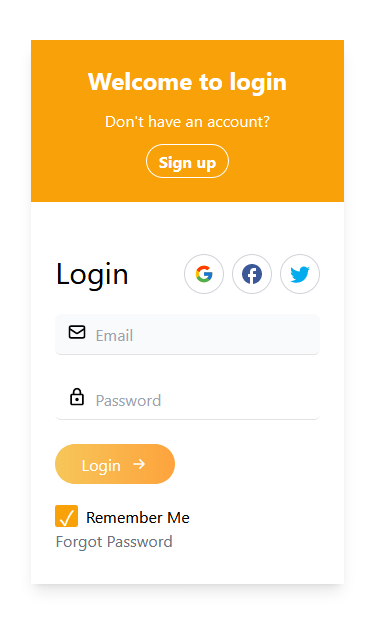 Welcome to login
Don't have an account?
Sign up
Login
Email
Password
Login
Remember Me
Forgot Password